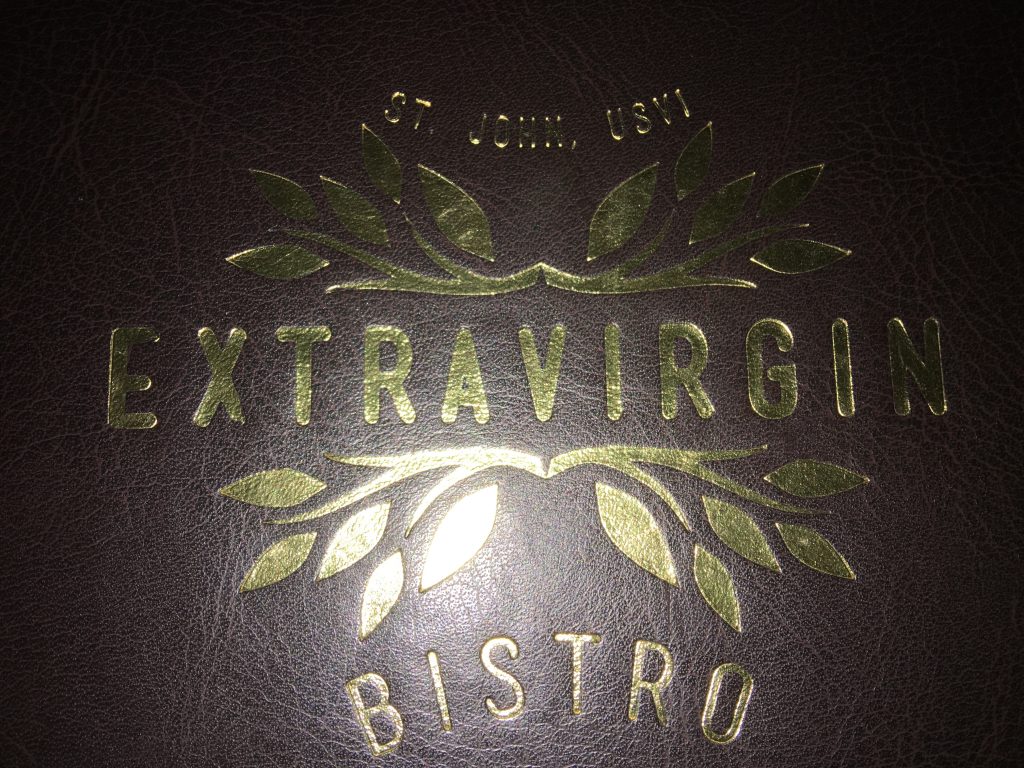 ST. JOHN, USVI
EXTRAVIRGIN
BISTRO